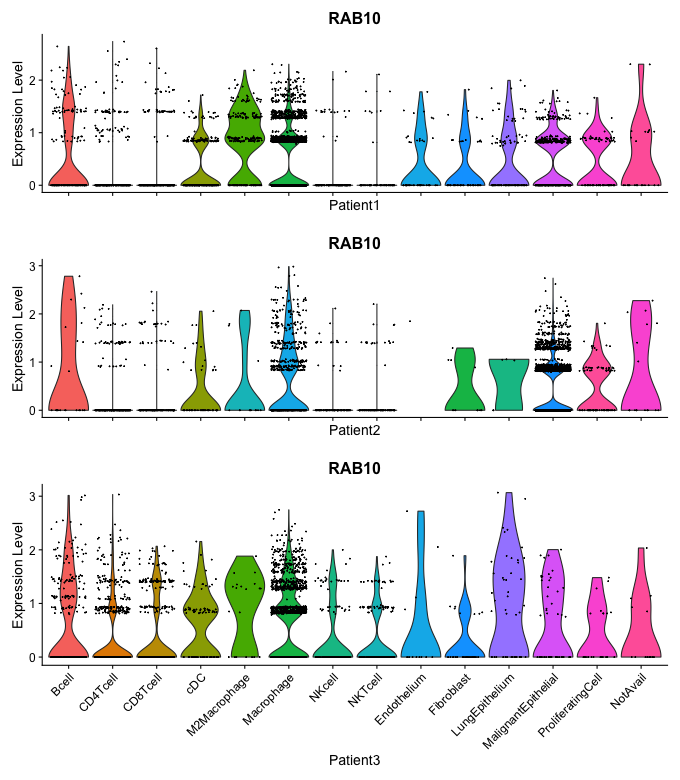 RAB10
Expression Level
2
1
0
Patient1
RAB10
Expression Level
3
2
1
0
Patient2
RAB10
Expression Level
3
2
1
0
Bcell
CD4Tcell
CD8Tcell
cDC
M2Macrophage
Macrophage
NKcell
NKTcell
Endothelium
Fibroblast
LungEpithelium
MalignantEpithelial
ProliferatingCell
NotAvail
Patient3